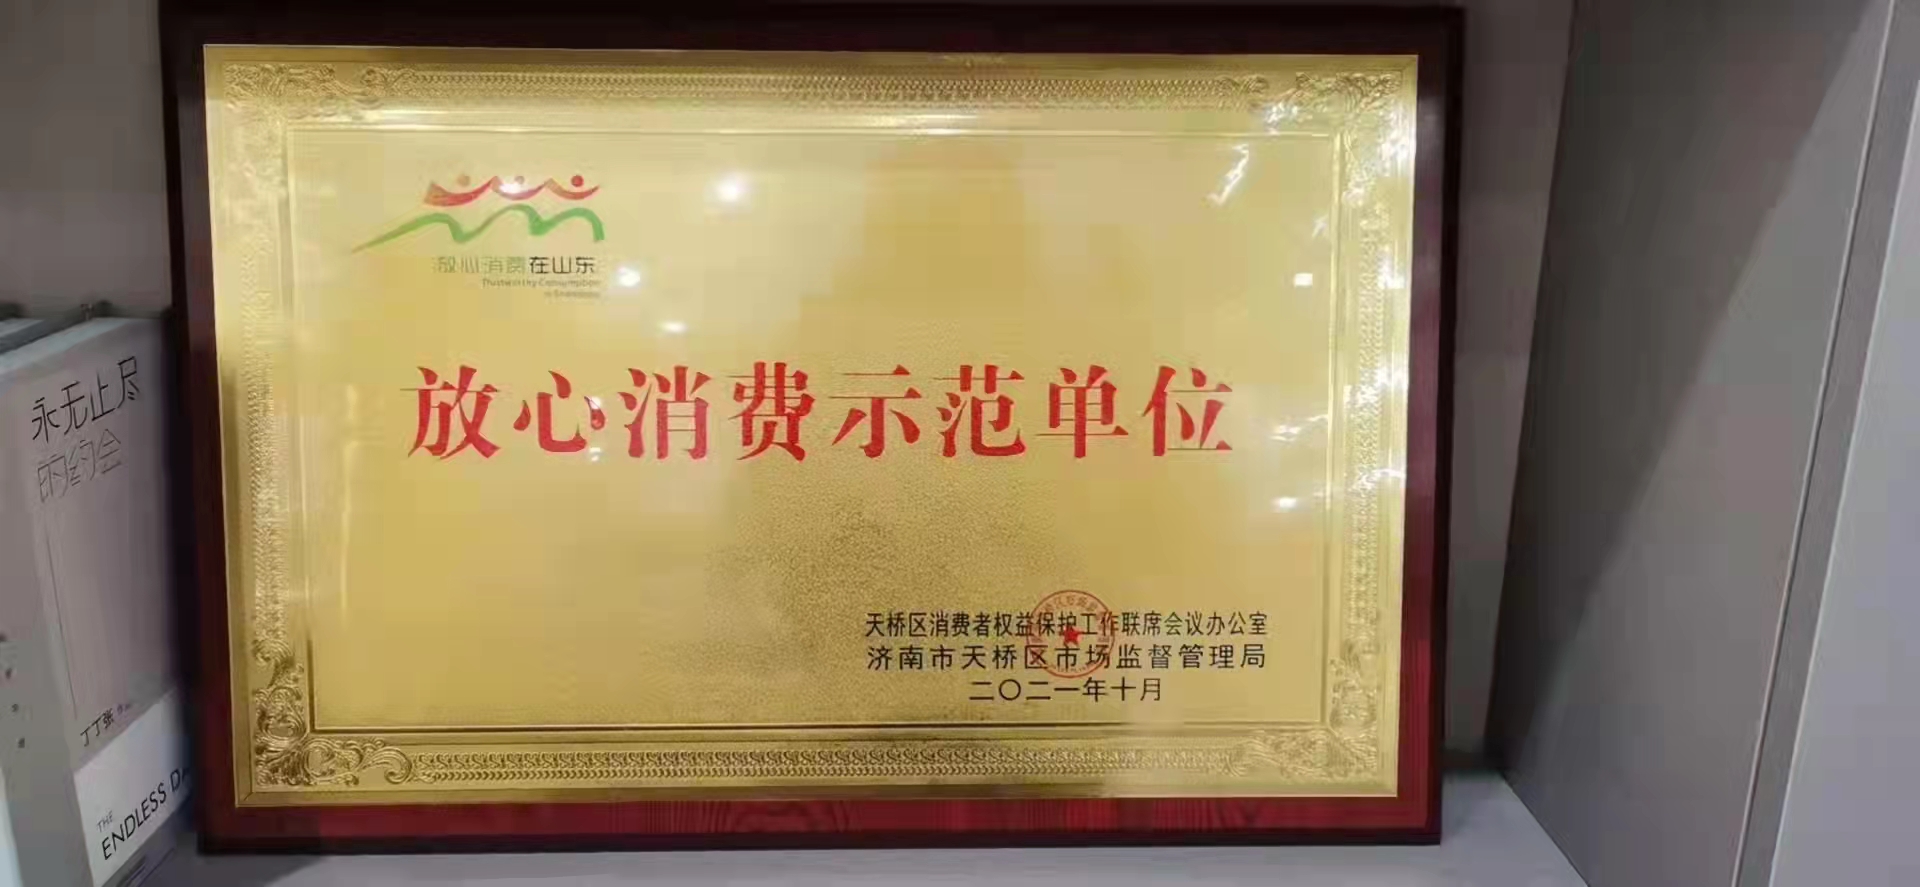 放心消费在山东
Trustworthy Consumption
放心消费示范单位
天桥区消费者权益保护工作联席会议办公室
济南市天桥区市场监督管理局
二〇二一年十月
永无止尽
的约会
丁丁张
THE
ENDLESS